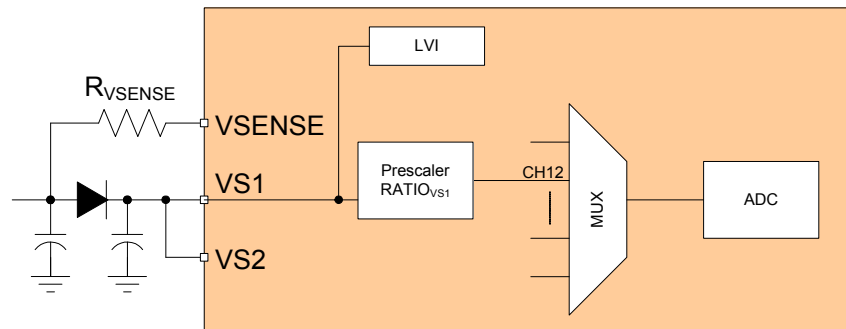 LVI
RVSENSE
VSENSE
VS1
Prescaler
RATIOVS1
CH12
MUX
ADC
VS2